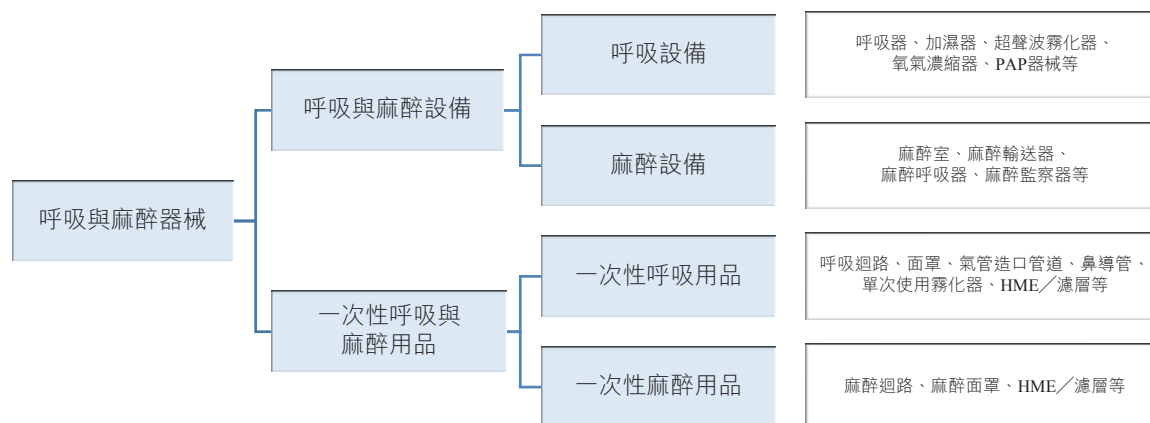 呼吸與麻醉器械
呼吸與麻醉設備
呼吸設備
呼吸器、加濕器、超聲波霧化器、
氧氣濃縮器、PAP器械等
麻醉設備
麻醉室、麻醉輸送器、
麻醉呼吸器、麻醉監察器等
一次性呼吸與
麻醉用品
一次性呼吸用品
呼吸迴路、面罩、氣管造口管道、鼻導管、
單次使用霧化器、HME／濾層等
一次性麻醉用品
麻醉迴路、麻醉面罩、HME／濾層等